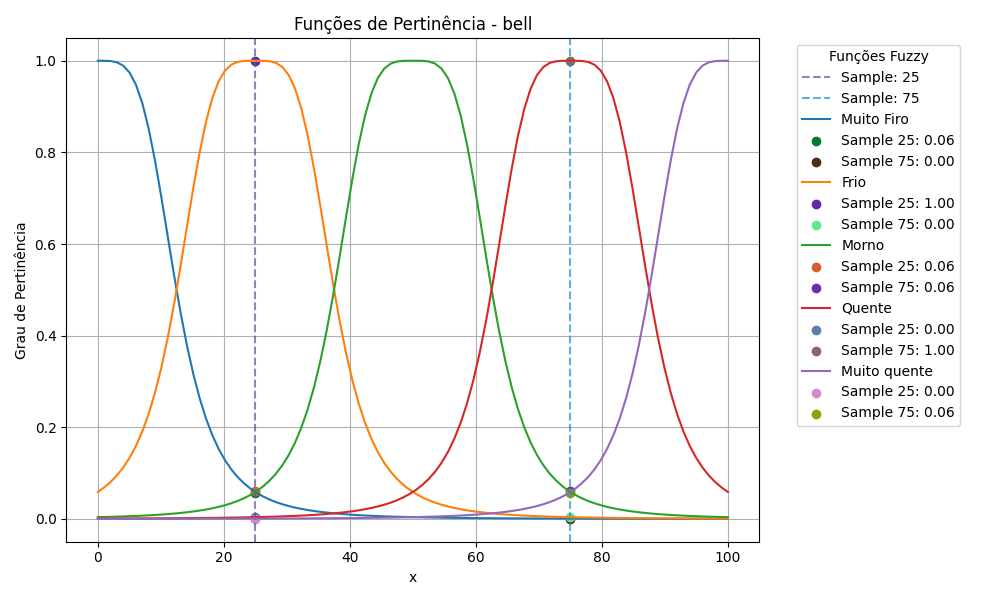 Funções de Pertinência - bell
Grau de Pertinência
1.0
0.8
0.6
0.4
0.2
0.0
0
20
40
60
80
100
x
Funções Fuzzy
Sample: 25
Sample: 75
Muito Firo
Sample 25: 0.06
Sample 75: 0.00
Frio
Sample 25: 1.00
Sample 75: 0.00
Morno
Sample 25: 0.06
Sample 75: 0.06
Quente
Sample 25: 0.00
Sample 75: 1.00
Muito quente
Sample 25: 0.00
Sample 75: 0.06